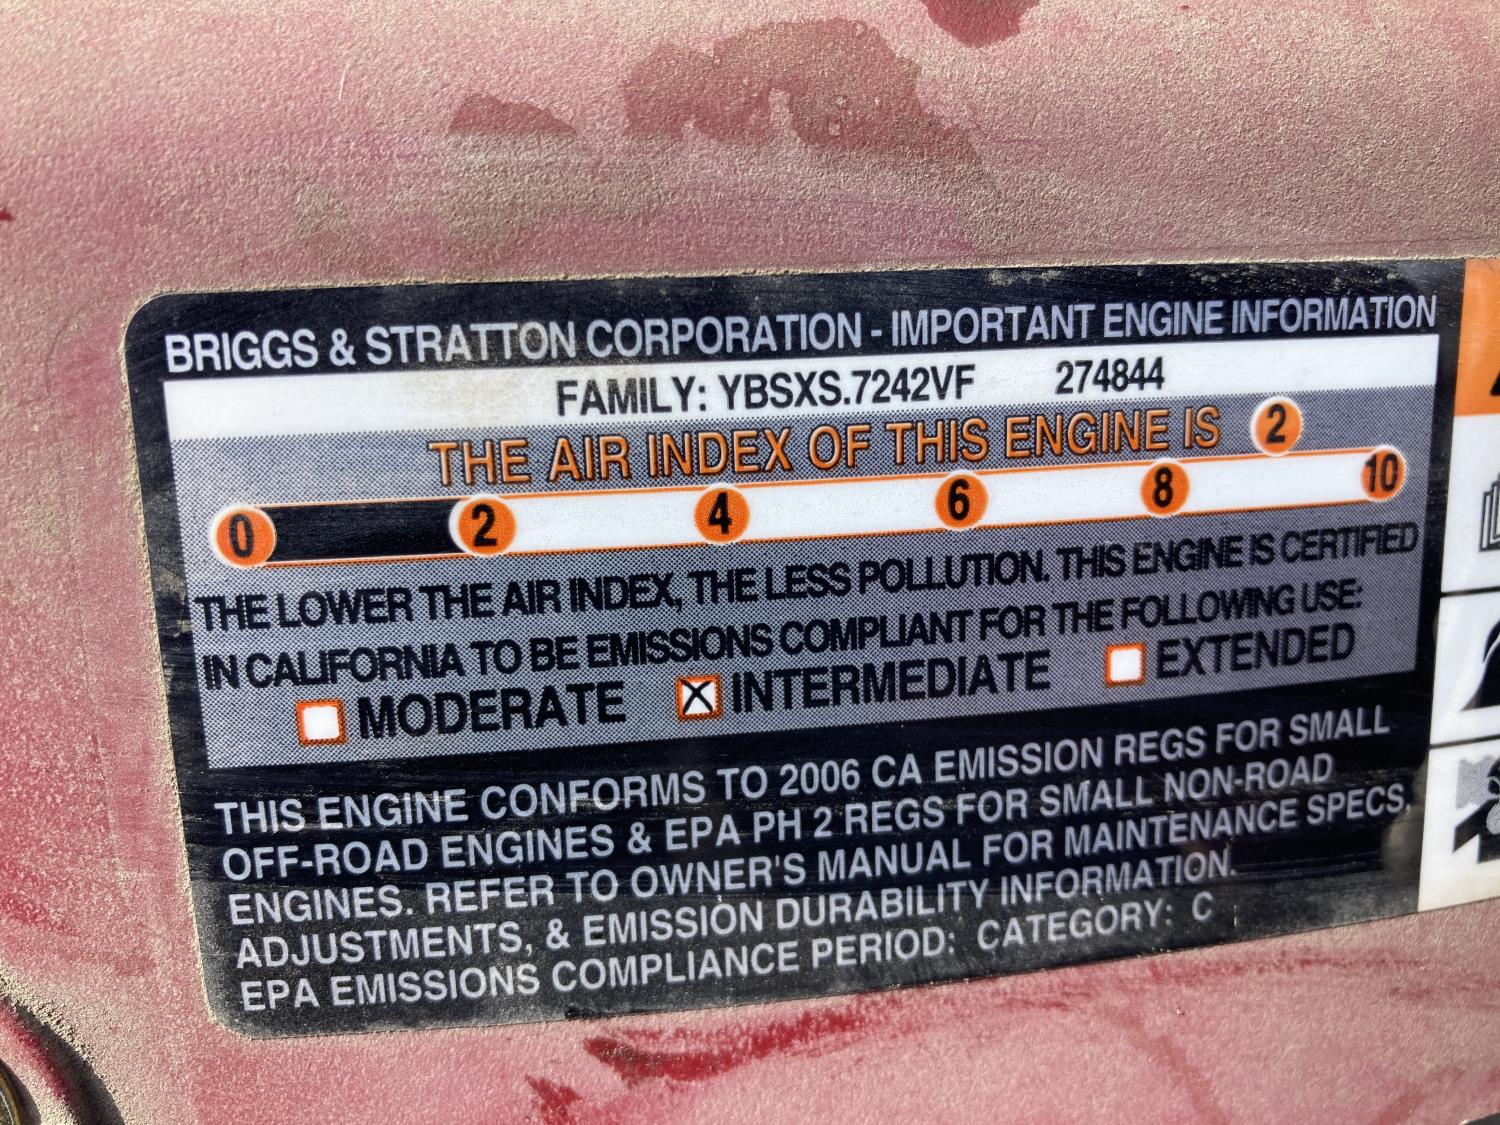 BRIGGS & STRATTON CORPORATION - IMPORTANT ENGINE INFORMATION
FAMILY: YBSXS.7242VF 274844
THE AIR INDEX OF THIS ENGINE IS 2
0 2 4 6 8 10
THE LOWER THE AIR INDEX, THE LESS POLLUTION. THIS ENGINE IS CERTIFIED
IN CALIFORNIA TO BE EMISSIONS COMPLIANT FOR THE FOLLOWING USE:
MODERATE X INTERMEDIATE EXTENDED
THIS ENGINE CONFORMS TO 2006 CA EMISSION REGS FOR SMALL
OFF-ROAD ENGINES & EPA PH 2 REGS FOR SMALL NON-ROAD
ENGINES. REFER TO OWNER'S MANUAL FOR MAINTENANCE SPECS,
ADJUSTMENTS, & EMISSION DURABILITY INFORMATION.
EPA EMISSIONS COMPLIANCE PERIOD: CATEGORY: C